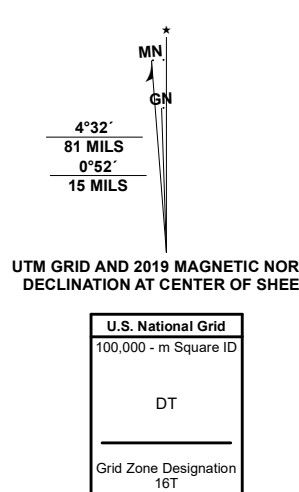 ★
MN
GN
4°32´
81 MILS
0°52´
15 MILS
UTM GRID AND 2019 MAGNETIC NOR
DECLINATION AT CENTER OF SHEE
U.S. National Grid
100,000 - m Square ID
DT
Grid Zone Designation
16T